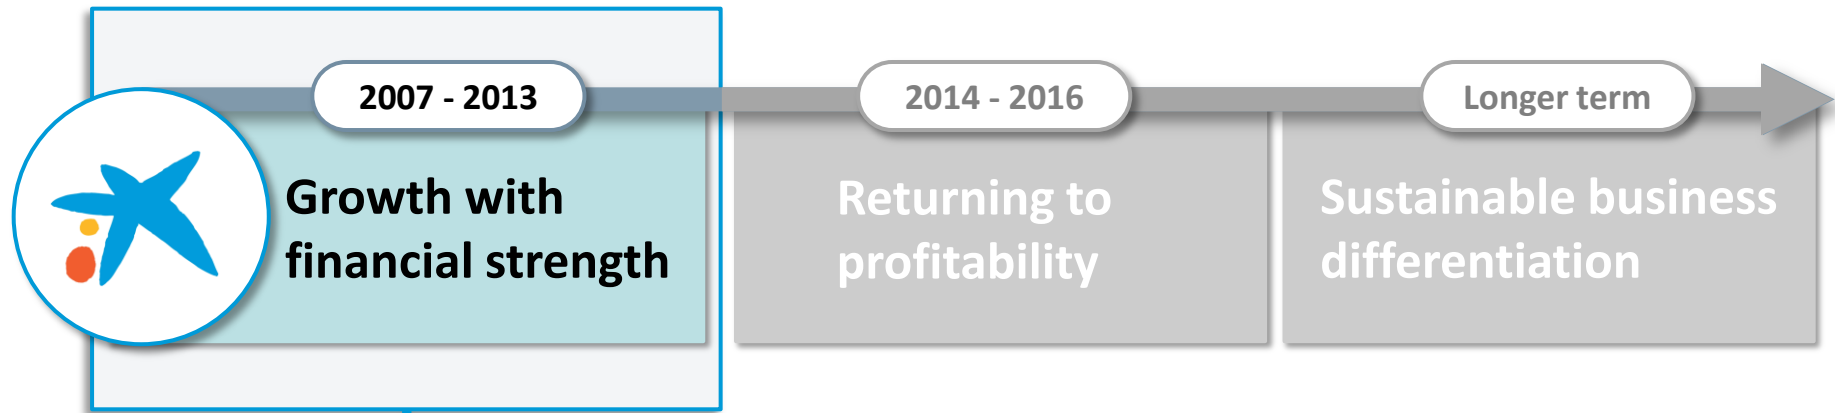 2007 - 2013
Growth with
financial strength
2014 - 2016
Returning to
profitability
Longer term
Sustainable business
differentiation